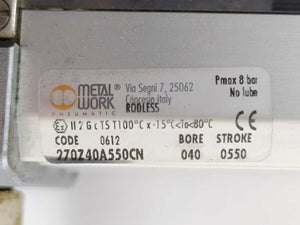 METAL WORK
PNEUMATIC
Via Segni 7, 25062
Concesio Italy
RODLESS
Pmax 8 bar
No lube
Ex II 2 G c T5 T100°C x -15°C<Ta<80°C
CE
CODE 0612 BORE STROKE
270Z40A550CN 040 0550